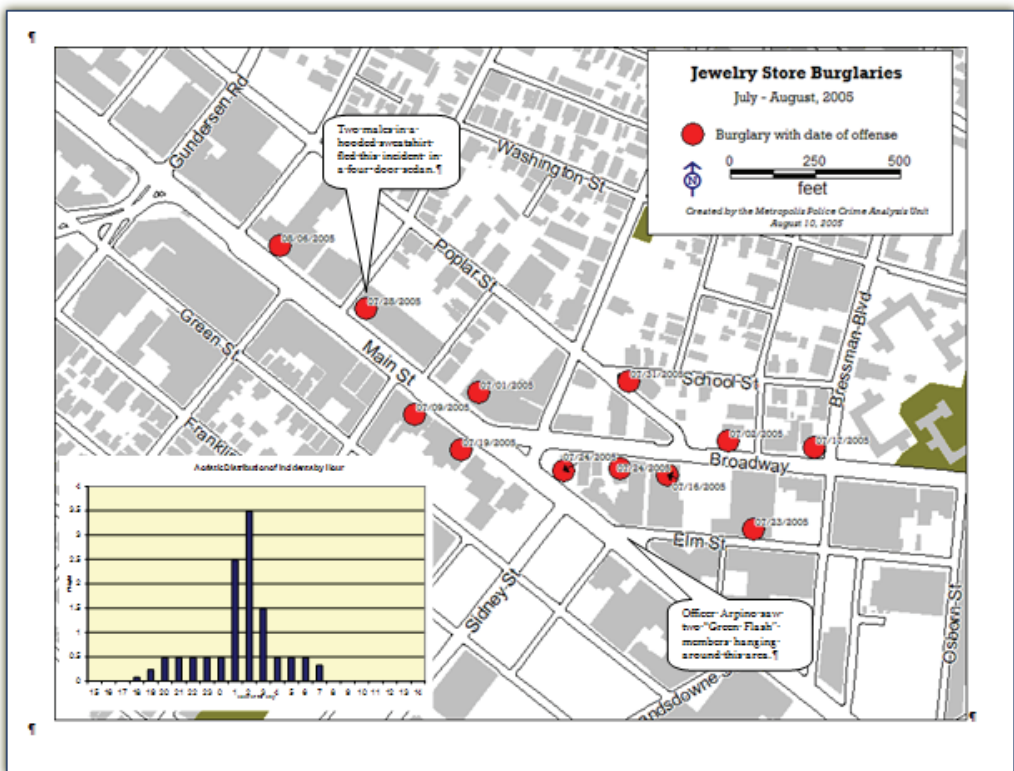 ¶
Jewelry Store Burglaries
July - August, 2005
Burglary with date of offense
N
0 250 500
feet
Created by the Metropolis Police Crime Analysis Unit
August 10, 2005
Gundersen Rd
Two males in a
hooded sweatshirt
fled this incident in
a four-door sedan.¶
Washington St
08/06/2005
Poplar St
07/28/2005
Green St
Main St
Bressman Blvd
07/01/2005
07/31/2005
School St
07/09/2005
Franklin
07/19/2005
07/02/2005
07/17/2005
Broadway
07/24/2005
07/16/2005
07/23/2005
Elm St
Sidney St
Officer Arpino saw
two "Green Flash"
members hanging
around this area.¶
Osborn St
andsdowne S
Aoristic Distribution of Incidents by Hour
4
3.5
1.5
1
0.5
0
15 16 17 18 19 20 21 22 23 0 1 2 3 4 5 6 7 8 9 10 11 12 13 14
¶
¶